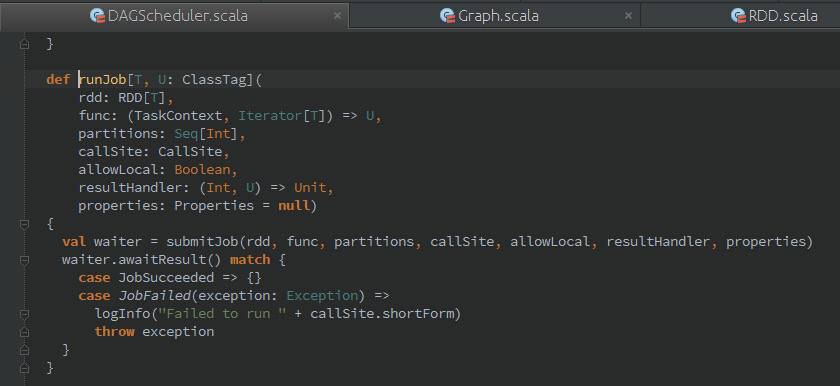 DAGScheduler.scala
Graph.scala
RDD.scala
}
def runJob[T, U: ClassTag](
rdd: RDD[T],
func: (TaskContext, Iterator[T]) => U,
partitions: Seq[Int],
callSite: CallSite,
allowLocal: Boolean,
resultHandler: (Int, U) => Unit,
properties: Properties = null)
{
val waiter = submitJob(rdd, func, partitions, callSite, allowLocal, resultHandler, properties)
waiter.awaitResult() match {
case JobSucceeded => {}
case JobFailed(exception: Exception) =>
logInfo("Failed to run " + callSite.shortForm)
throw exception
}
}